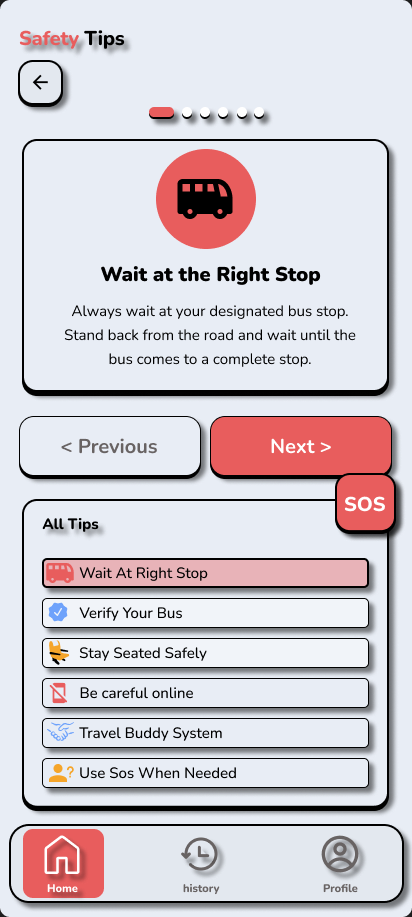 Safety Tips
Wait at the Right Stop
Always wait at your designated bus stop.
Stand back from the road and wait until the
bus comes to a complete stop.
< Previous
Next >
SOS
All Tips
Wait At Right Stop
Verify Your Bus
Stay Seated Safely
Be careful online
Travel Buddy System
Use Sos When Needed
Home
history
Profile